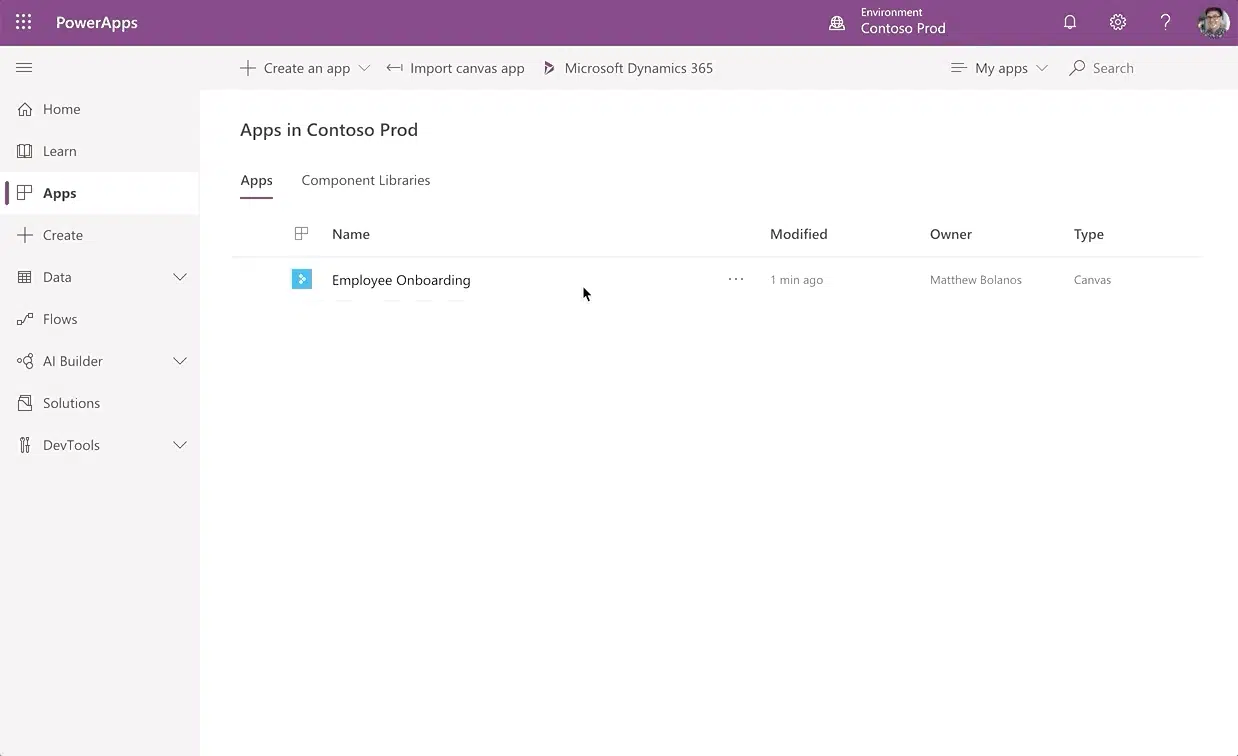 PowerApps
Environment
Contoso Prod
?
Create an app
Import canvas app
Microsoft Dynamics 365
My apps
Search
Home
Learn
Apps
Create
Data
Flows
AI Builder
Solutions
DevTools
Apps in Contoso Prod
Apps Component Libraries
Name Modified Owner Type
Employee Onboarding ... 1 min ago Matthew Bolanos Canvas